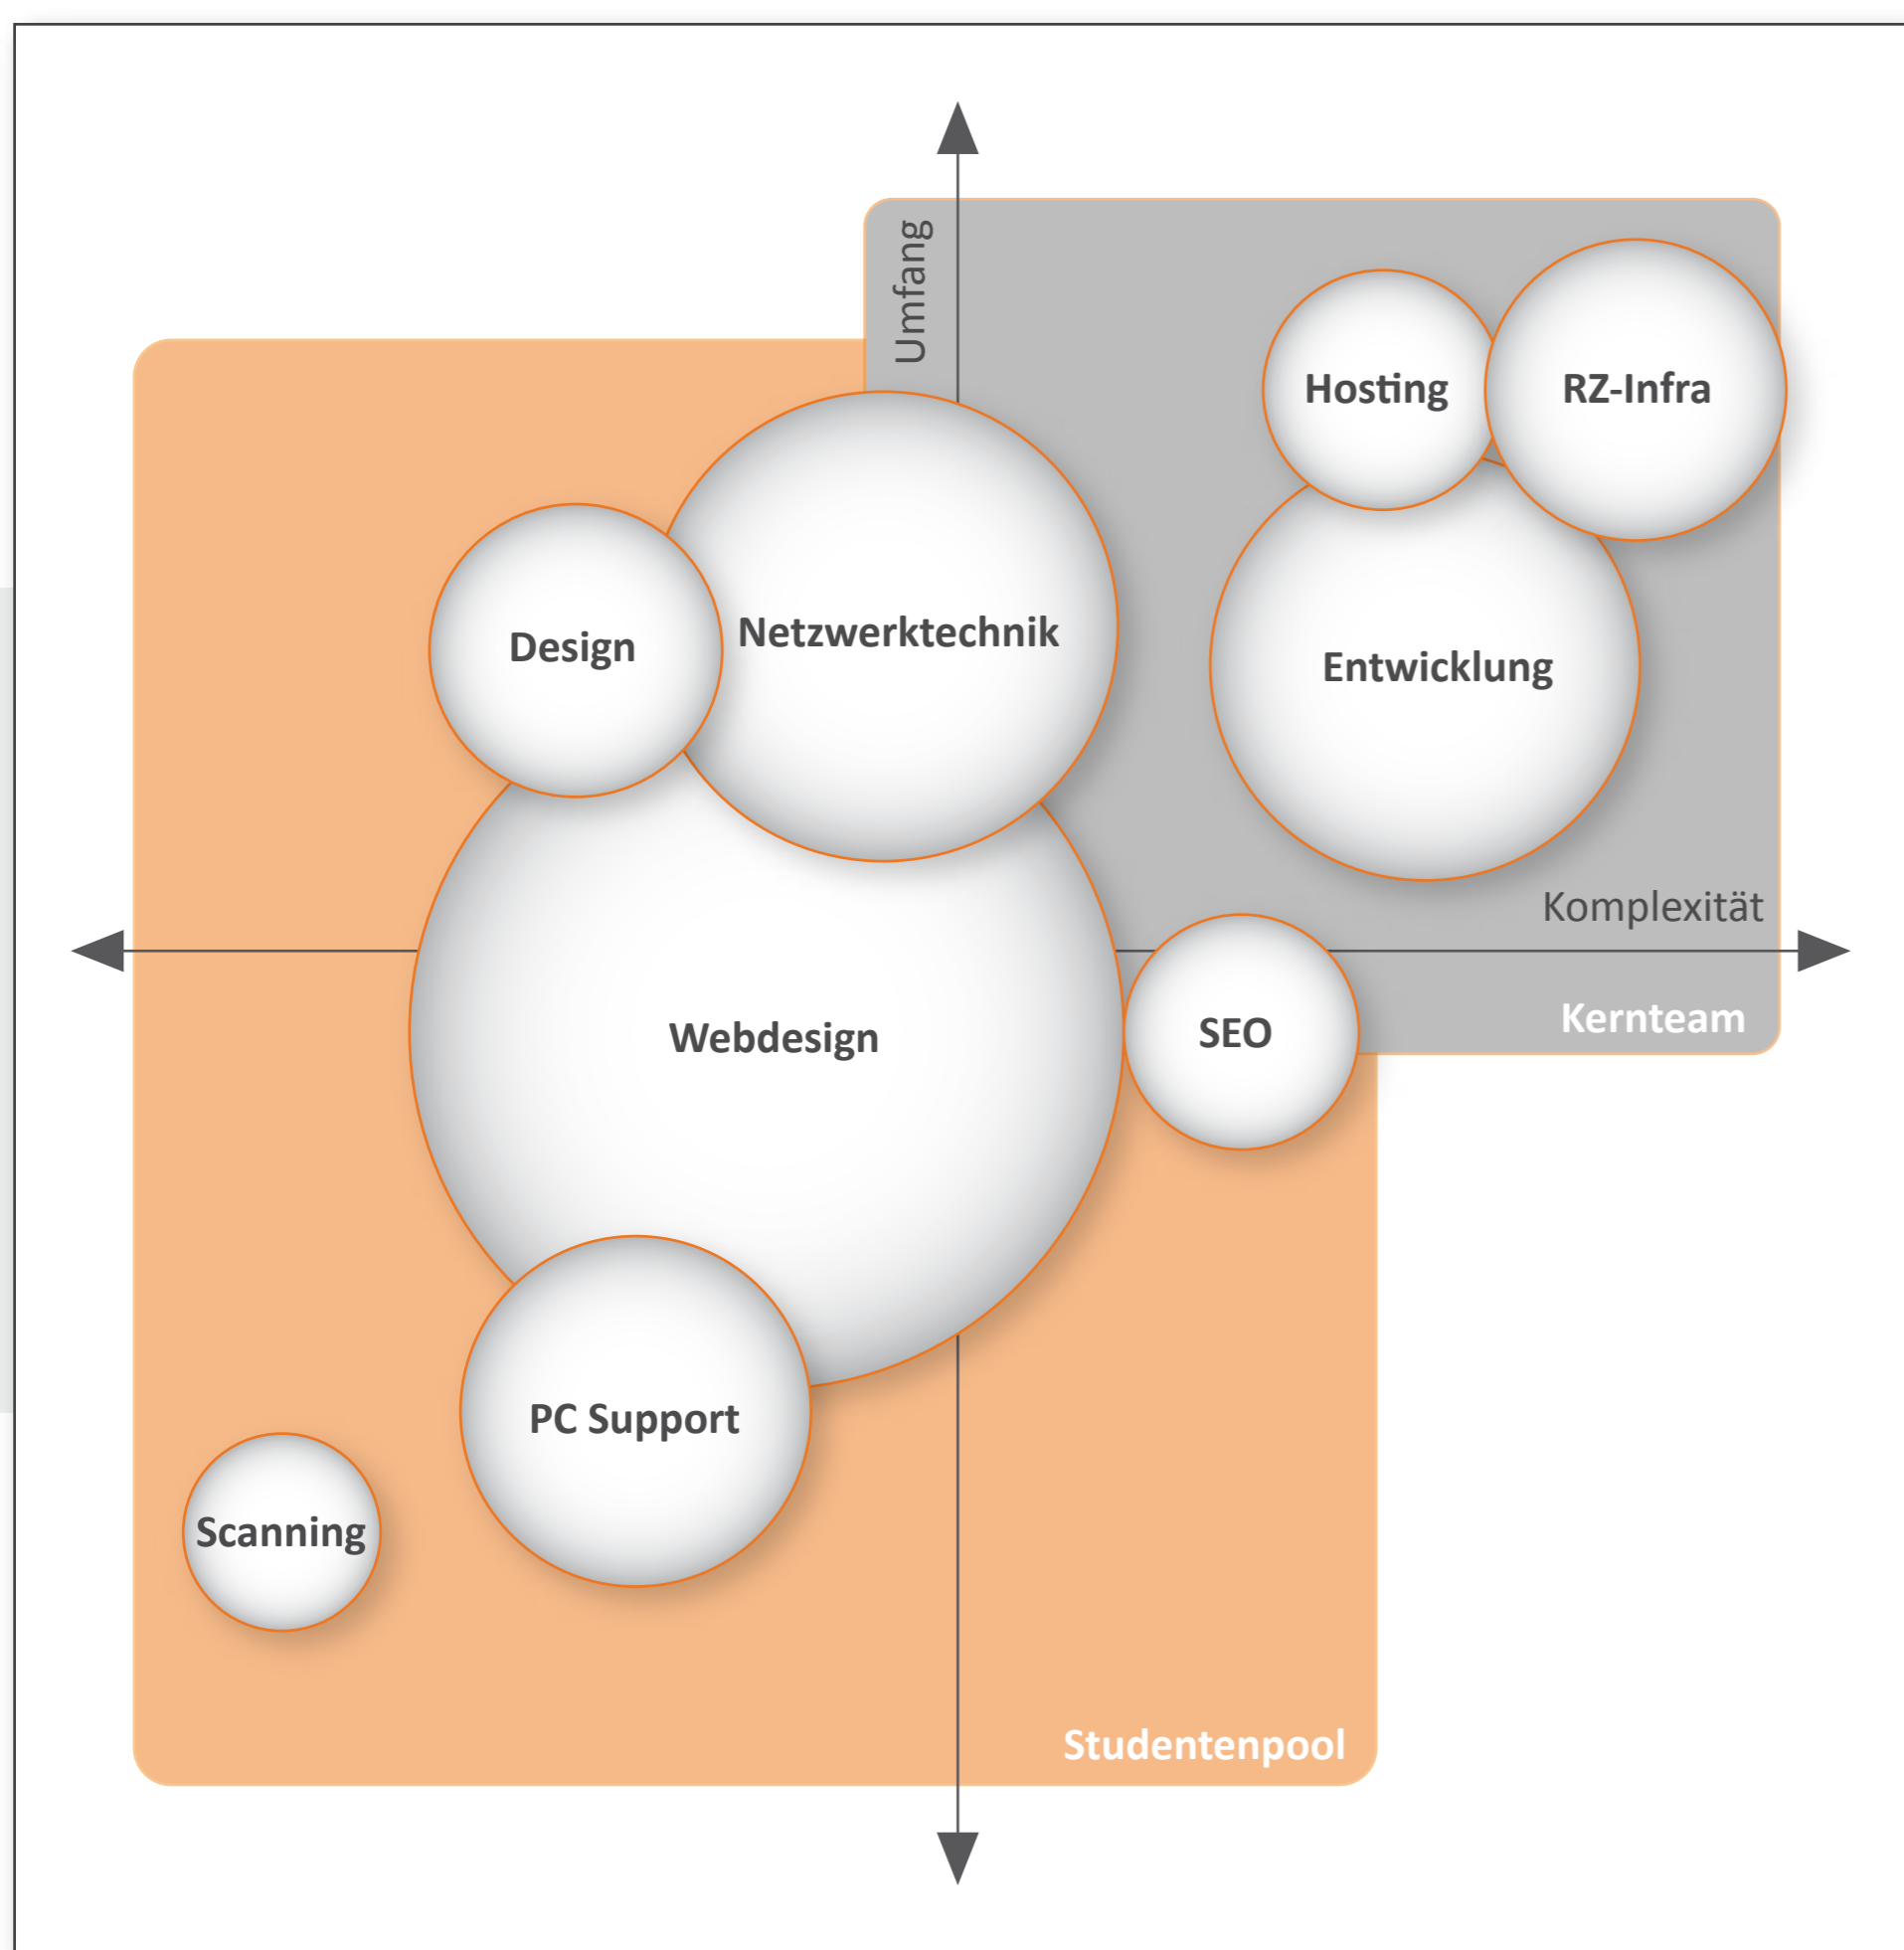 Umfang
Hosting
RZ-Infra
Design
Netzwerktechnik
Entwicklung
Komplexität
Kernteam
Webdesign
SEO
PC Support
Scanning
Studentenpool